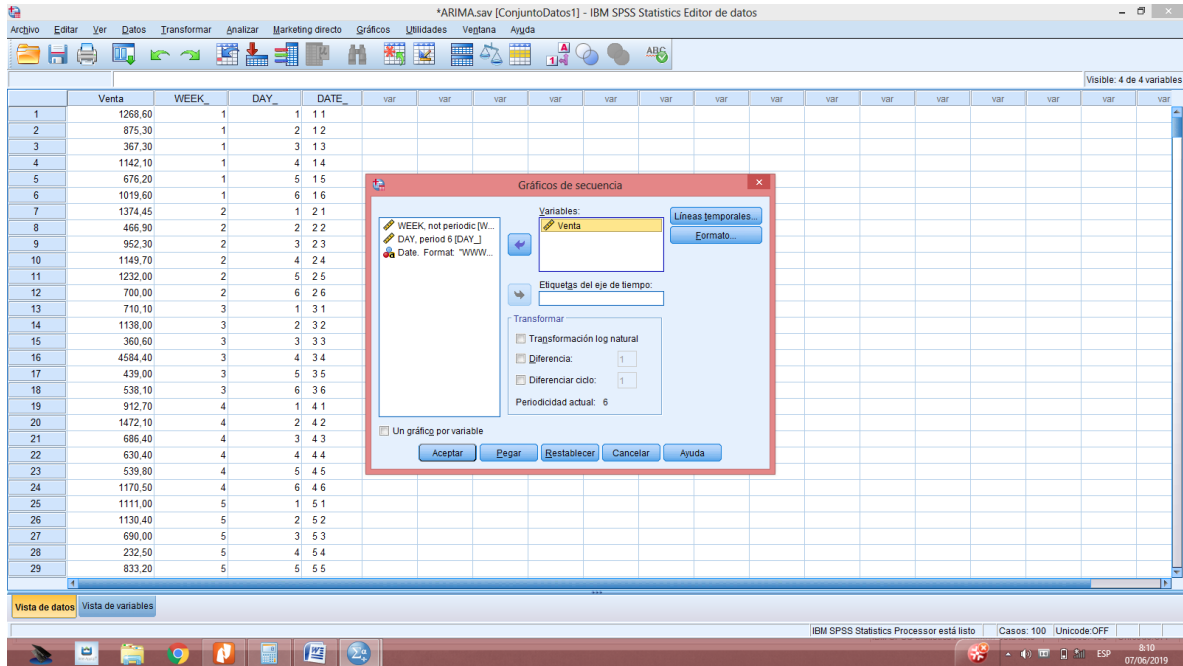 *ARIMA.sav [ConjuntoDatos1] - IBM SPSS Statistics Editor de datos
Archivo Editar Ver Datos Transformar Analizar Marketing directo Gráficos Utilidades Ventana Ayuda
Visible: 4 de 4 variables
Venta WEEK_ DAY_ DATE_ var var var var var var var var var var var var var var var
1 1268,60 1 1 1 1
2 875,30 1 2 1 2
3 367,30 1 3 1 3
4 1142,10 1 4 1 4
5 676,20 1 5 1 5
6 1019,60 1 6 1 6
7 1374,45 2 1 2 1
8 466,90 2 2 2 2
9 952,30 2 3 2 3
10 1149,70 2 4 2 4
11 1232,00 2 5 2 5
12 700,00 2 6 2 6
13 710,10 3 1 3 1
14 1138,00 3 2 3 2
15 360,60 3 3 3 3
16 4584,40 3 4 3 4
17 439,00 3 5 3 5
18 538,10 3 6 3 6
19 912,70 4 1 4 1
20 1472,10 4 2 4 2
21 686,40 4 3 4 3
22 630,40 4 4 4 4
23 539,80 4 5 4 5
24 1170,50 4 6 4 6
25 1111,00 5 1 5 1
26 1130,40 5 2 5 2
27 690,00 5 3 5 3
28 232,50 5 4 5 4
29 833,20 5 5 5 5
Gráficos de secuencia
WEEK, not periodic [W...
DAY, period 6 [DAY_]
Date. Format: "WWW...
Variables:
Venta
Líneas temporales...
Formato...
Etiquetas del eje de tiempo:
Transformar
Transformación log natural
Diferencia: 1
Diferenciar ciclo: 1
Periodicidad actual: 6
Un gráfico por variable
Aceptar Pegar Restablecer Cancelar Ayuda
Vista de datos Vista de variables
IBM SPSS Statistics Processor está listo Casos: 100 Unicode:OFF
ESP 8:10
07/06/2019